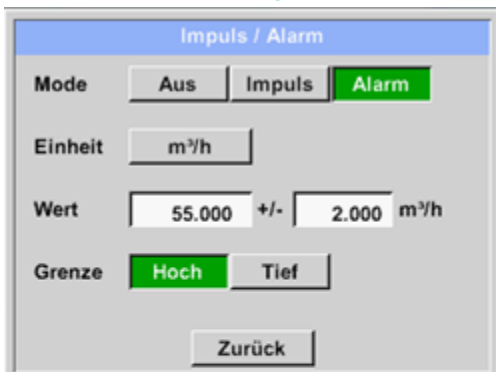 Impuls / Alarm
Mode Aus Impuls Alarm
Einheit m³/h
Wert 55.000 +/- 2.000 m³/h
Grenze Hoch Tief
Zurück